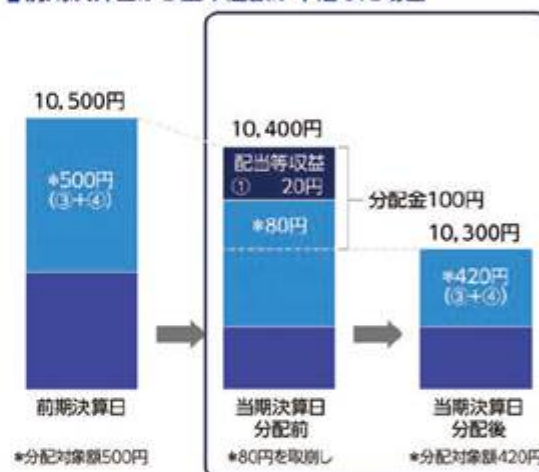 10,500円
*500円
(③+④)
前期決算日
*分配対象額500円
10,400円
配当等収益
① 20円
*80円
当期決算日
分配前
*80円を取崩し
分配金100円
10,300円
*420円
(③+④)
当期決算日
分配後
*分配対象額420円